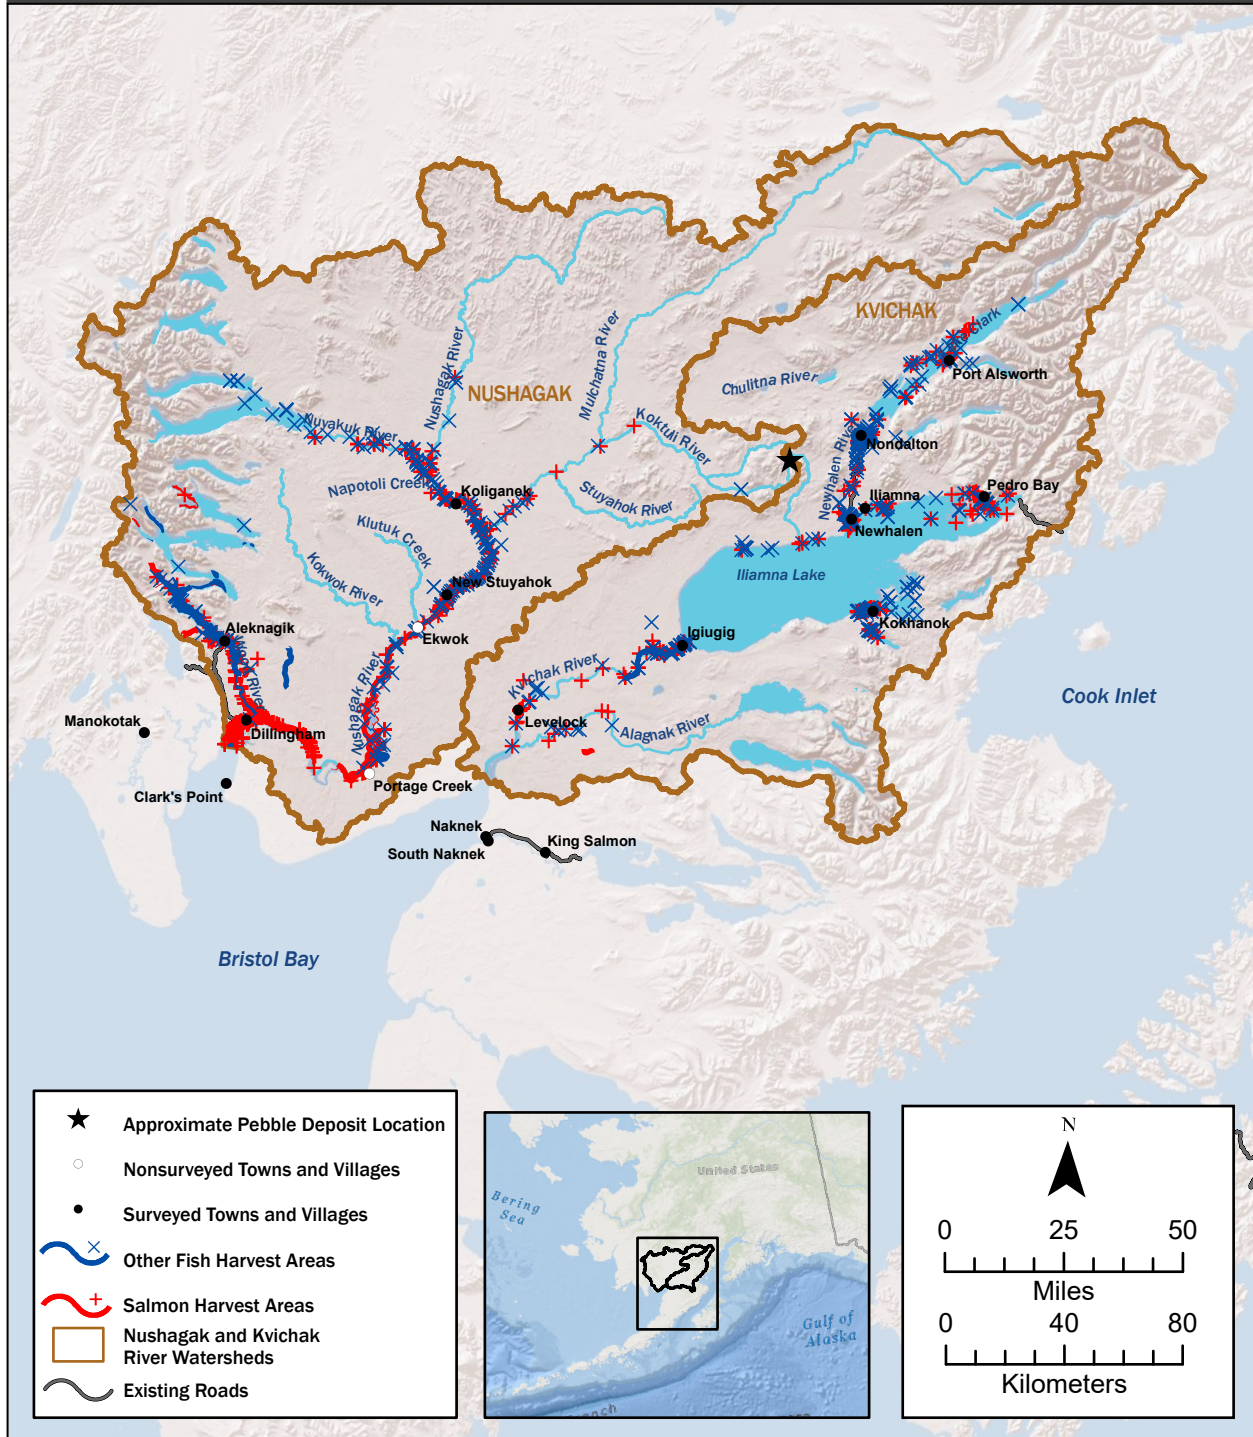 KVICHAK
Lake Clark
Port Alsworth
Nushagak River
Mulchatna River
Chulitna River
NUSHAGAK
Koktuli River
Nuyakuk River
Newhalen River
Nondalton
Napotoli Creek
Koliganek
Stuyahok River
Iliamna
Pedro Bay
Newhalen
Klutuk Creek
Kokwok River
New Stuyahok
Iliamna Lake
Kokhanok
Aleknagik
Ekwok
Igiugig
Wood River
Nushagak River
Kvichak River
Cook Inlet
Manokotak
Dillingham
Levelock
Alagnak River
Clark's Point
Portage Creek
Naknek
South Naknek
King Salmon
Bristol Bay
Approximate Pebble Deposit Location
Nonsurveyed Towns and Villages
Surveyed Towns and Villages
Other Fish Harvest Areas
Salmon Harvest Areas
Nushagak and Kvichak
River Watersheds
Existing Roads
United States
Bering
Sea
Gulf of
Alaska
N
0 25 50
Miles
0 40 80
Kilometers